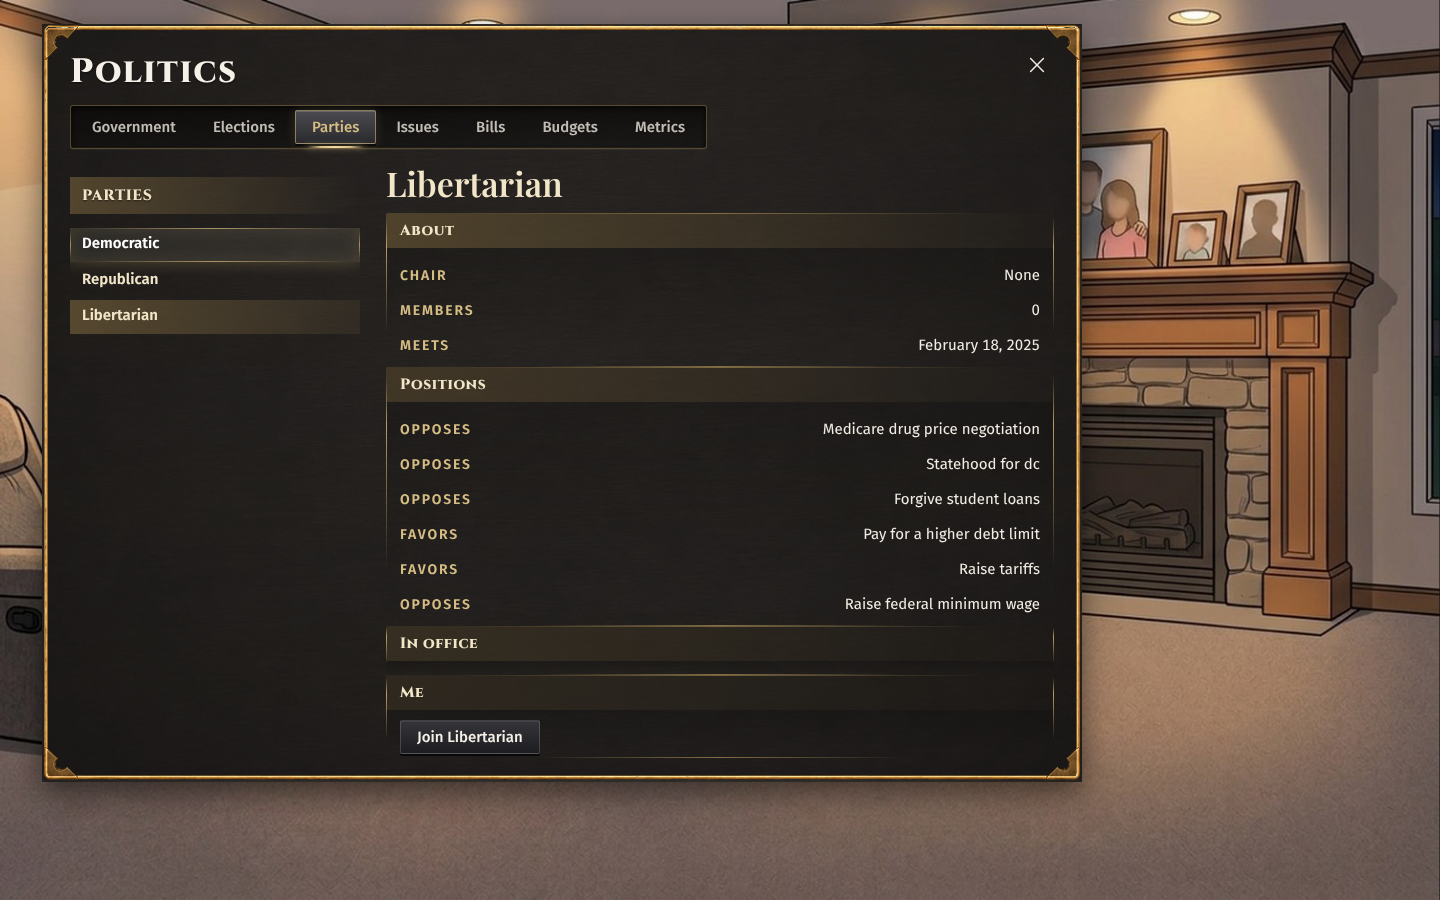 Politics
Government Elections Parties Issues Bills Budgets Metrics
PARTIES
Democratic
Republican
Libertarian
Libertarian
About
CHAIR None
MEMBERS 0
MEETS February 18, 2025
Positions
OPPOSES Medicare drug price negotiation
OPPOSES Statehood for dc
OPPOSES Forgive student loans
FAVORS Pay for a higher debt limit
FAVORS Raise tariffs
OPPOSES Raise federal minimum wage
In office
Me
Join Libertarian